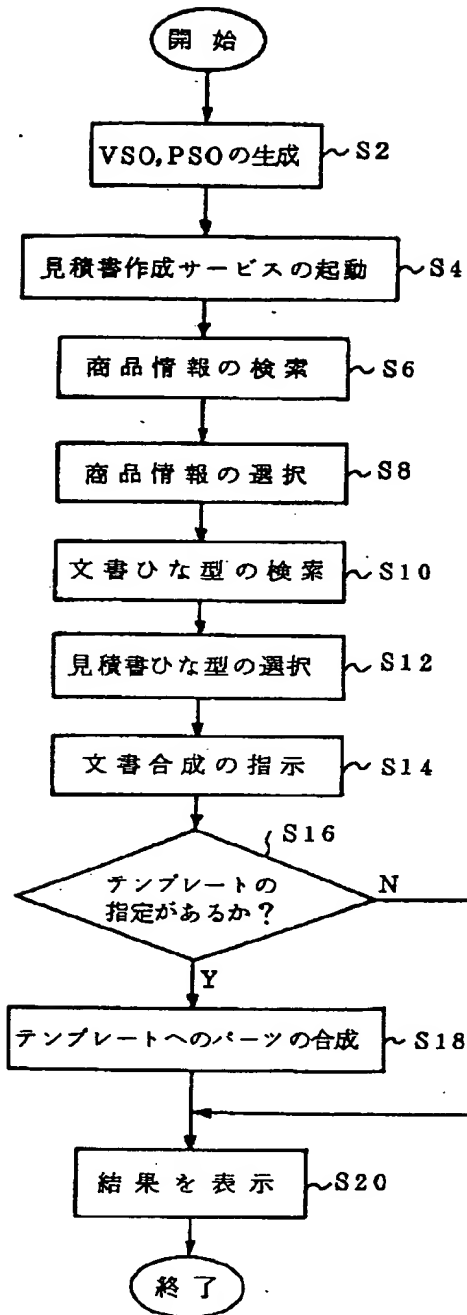 開始
VSO,PSOの生成 S2
見積書作成サービスの起動 S4
商品情報の検索 S6
商品情報の選択 S8
文書ひな型の検索 S10
見積書ひな型の選択 S12
文書合成の指示 S14
S16
テンプレートの N
指定があるか?
Y
テンプレートへのパーツの合成 S18
結果を表示 S20
終了